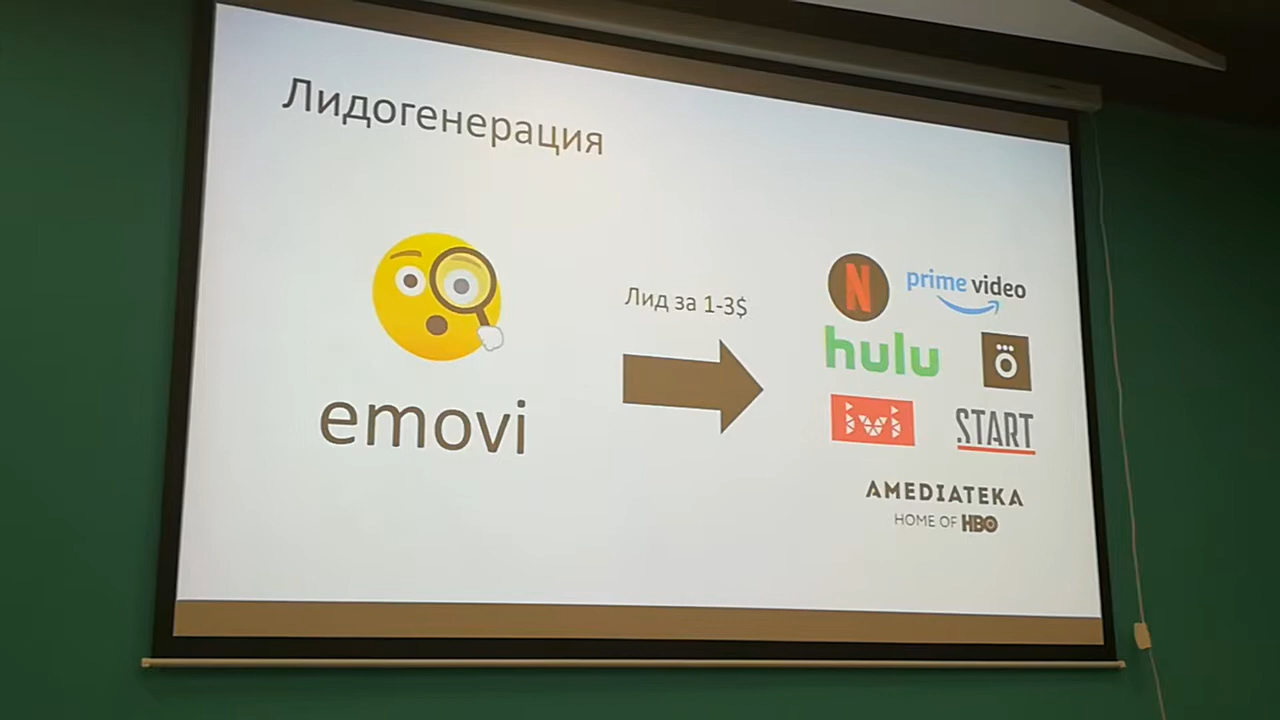 Лидогенерация
emovi
Лид за 1-3$
N
prime video
hulu
ö
ivi
START
AMEDIATEKA
HOME OF HBO